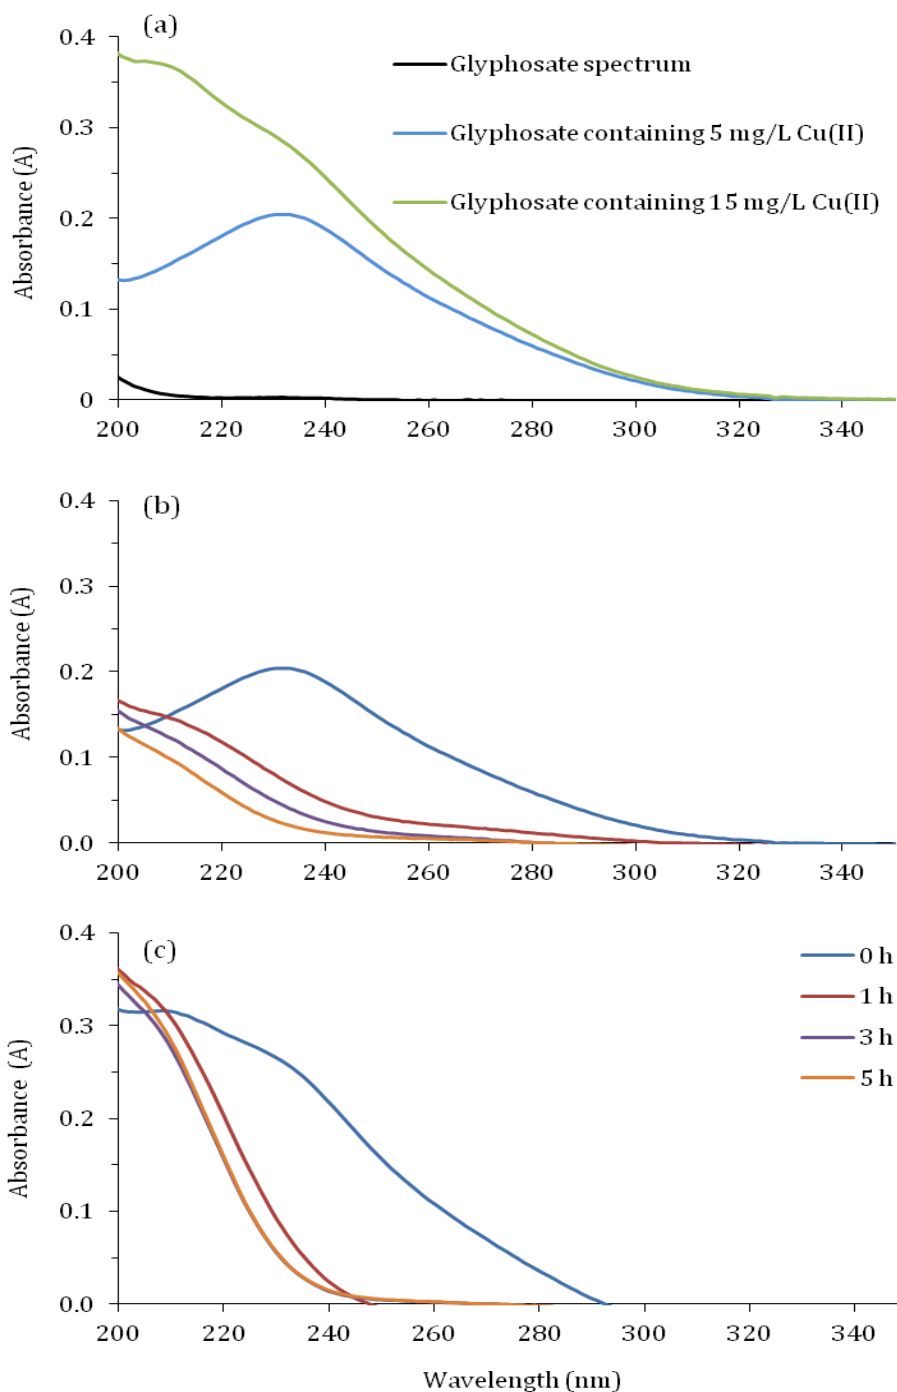 (a)
0.4
0.3
0.2
0.1
0
Absorbance (A)
Glyphosate spectrum
Glyphosate containing 5 mg/L Cu(II)
Glyphosate containing 15 mg/L Cu(II)
200 220 240 260 280 300 320 340
(b)
0.4
0.3
0.2
0.1
0.0
Absorbance (A)
200 220 240 260 280 300 320 340
(c)
0.4
0.3
0.2
0.1
0.0
Absorbance (A)
0 h
1 h
3 h
5 h
200 220 240 260 280 300 320 340
Wavelength (nm)